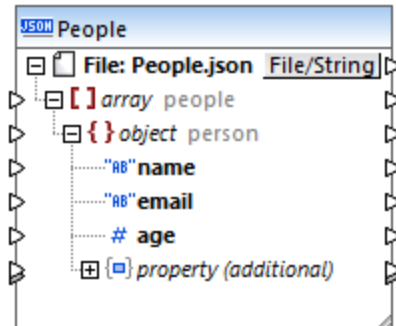 JSON People
File: People.json File/String
[ ] array people
{ } object person
"AB" name
"AB" email
# age
{ } property (additional)